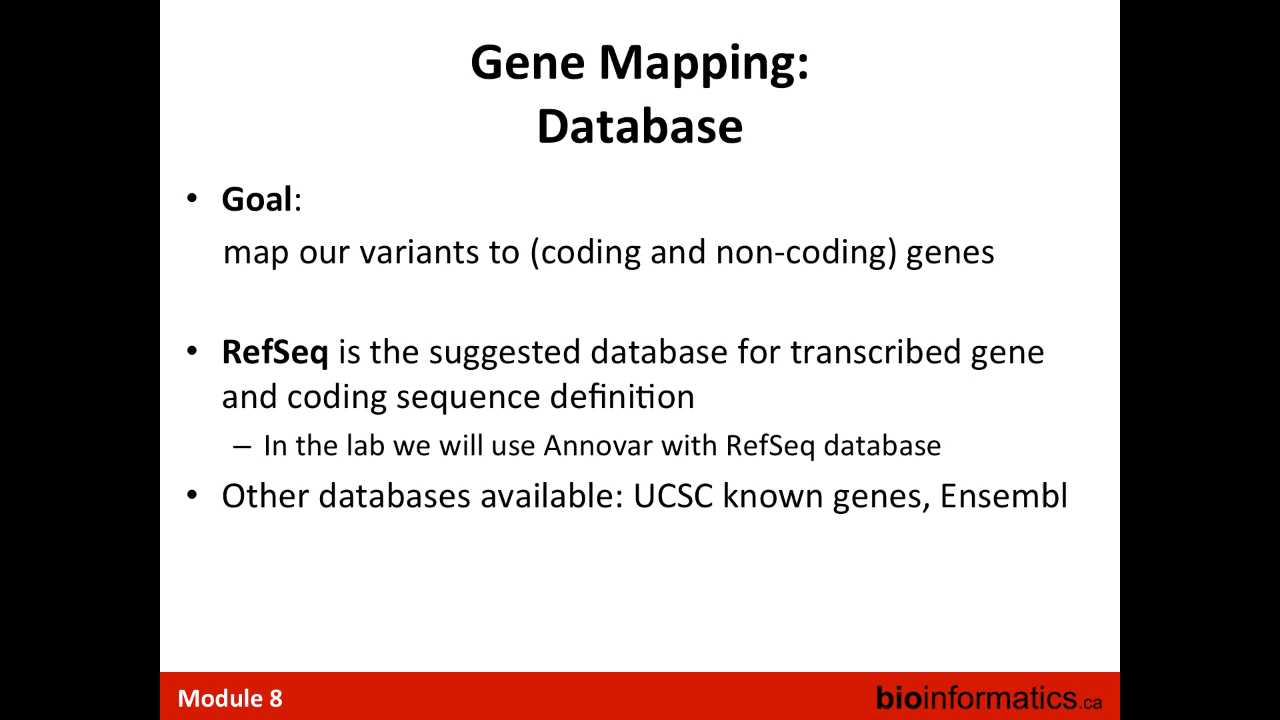 Gene Mapping:
Database
• Goal:
map our variants to (coding and non-coding) genes
• RefSeq is the suggested database for transcribed gene
and coding sequence definition
– In the lab we will use Annovar with RefSeq database
• Other databases available: UCSC known genes, Ensembl
Module 8
bioinformatics.ca